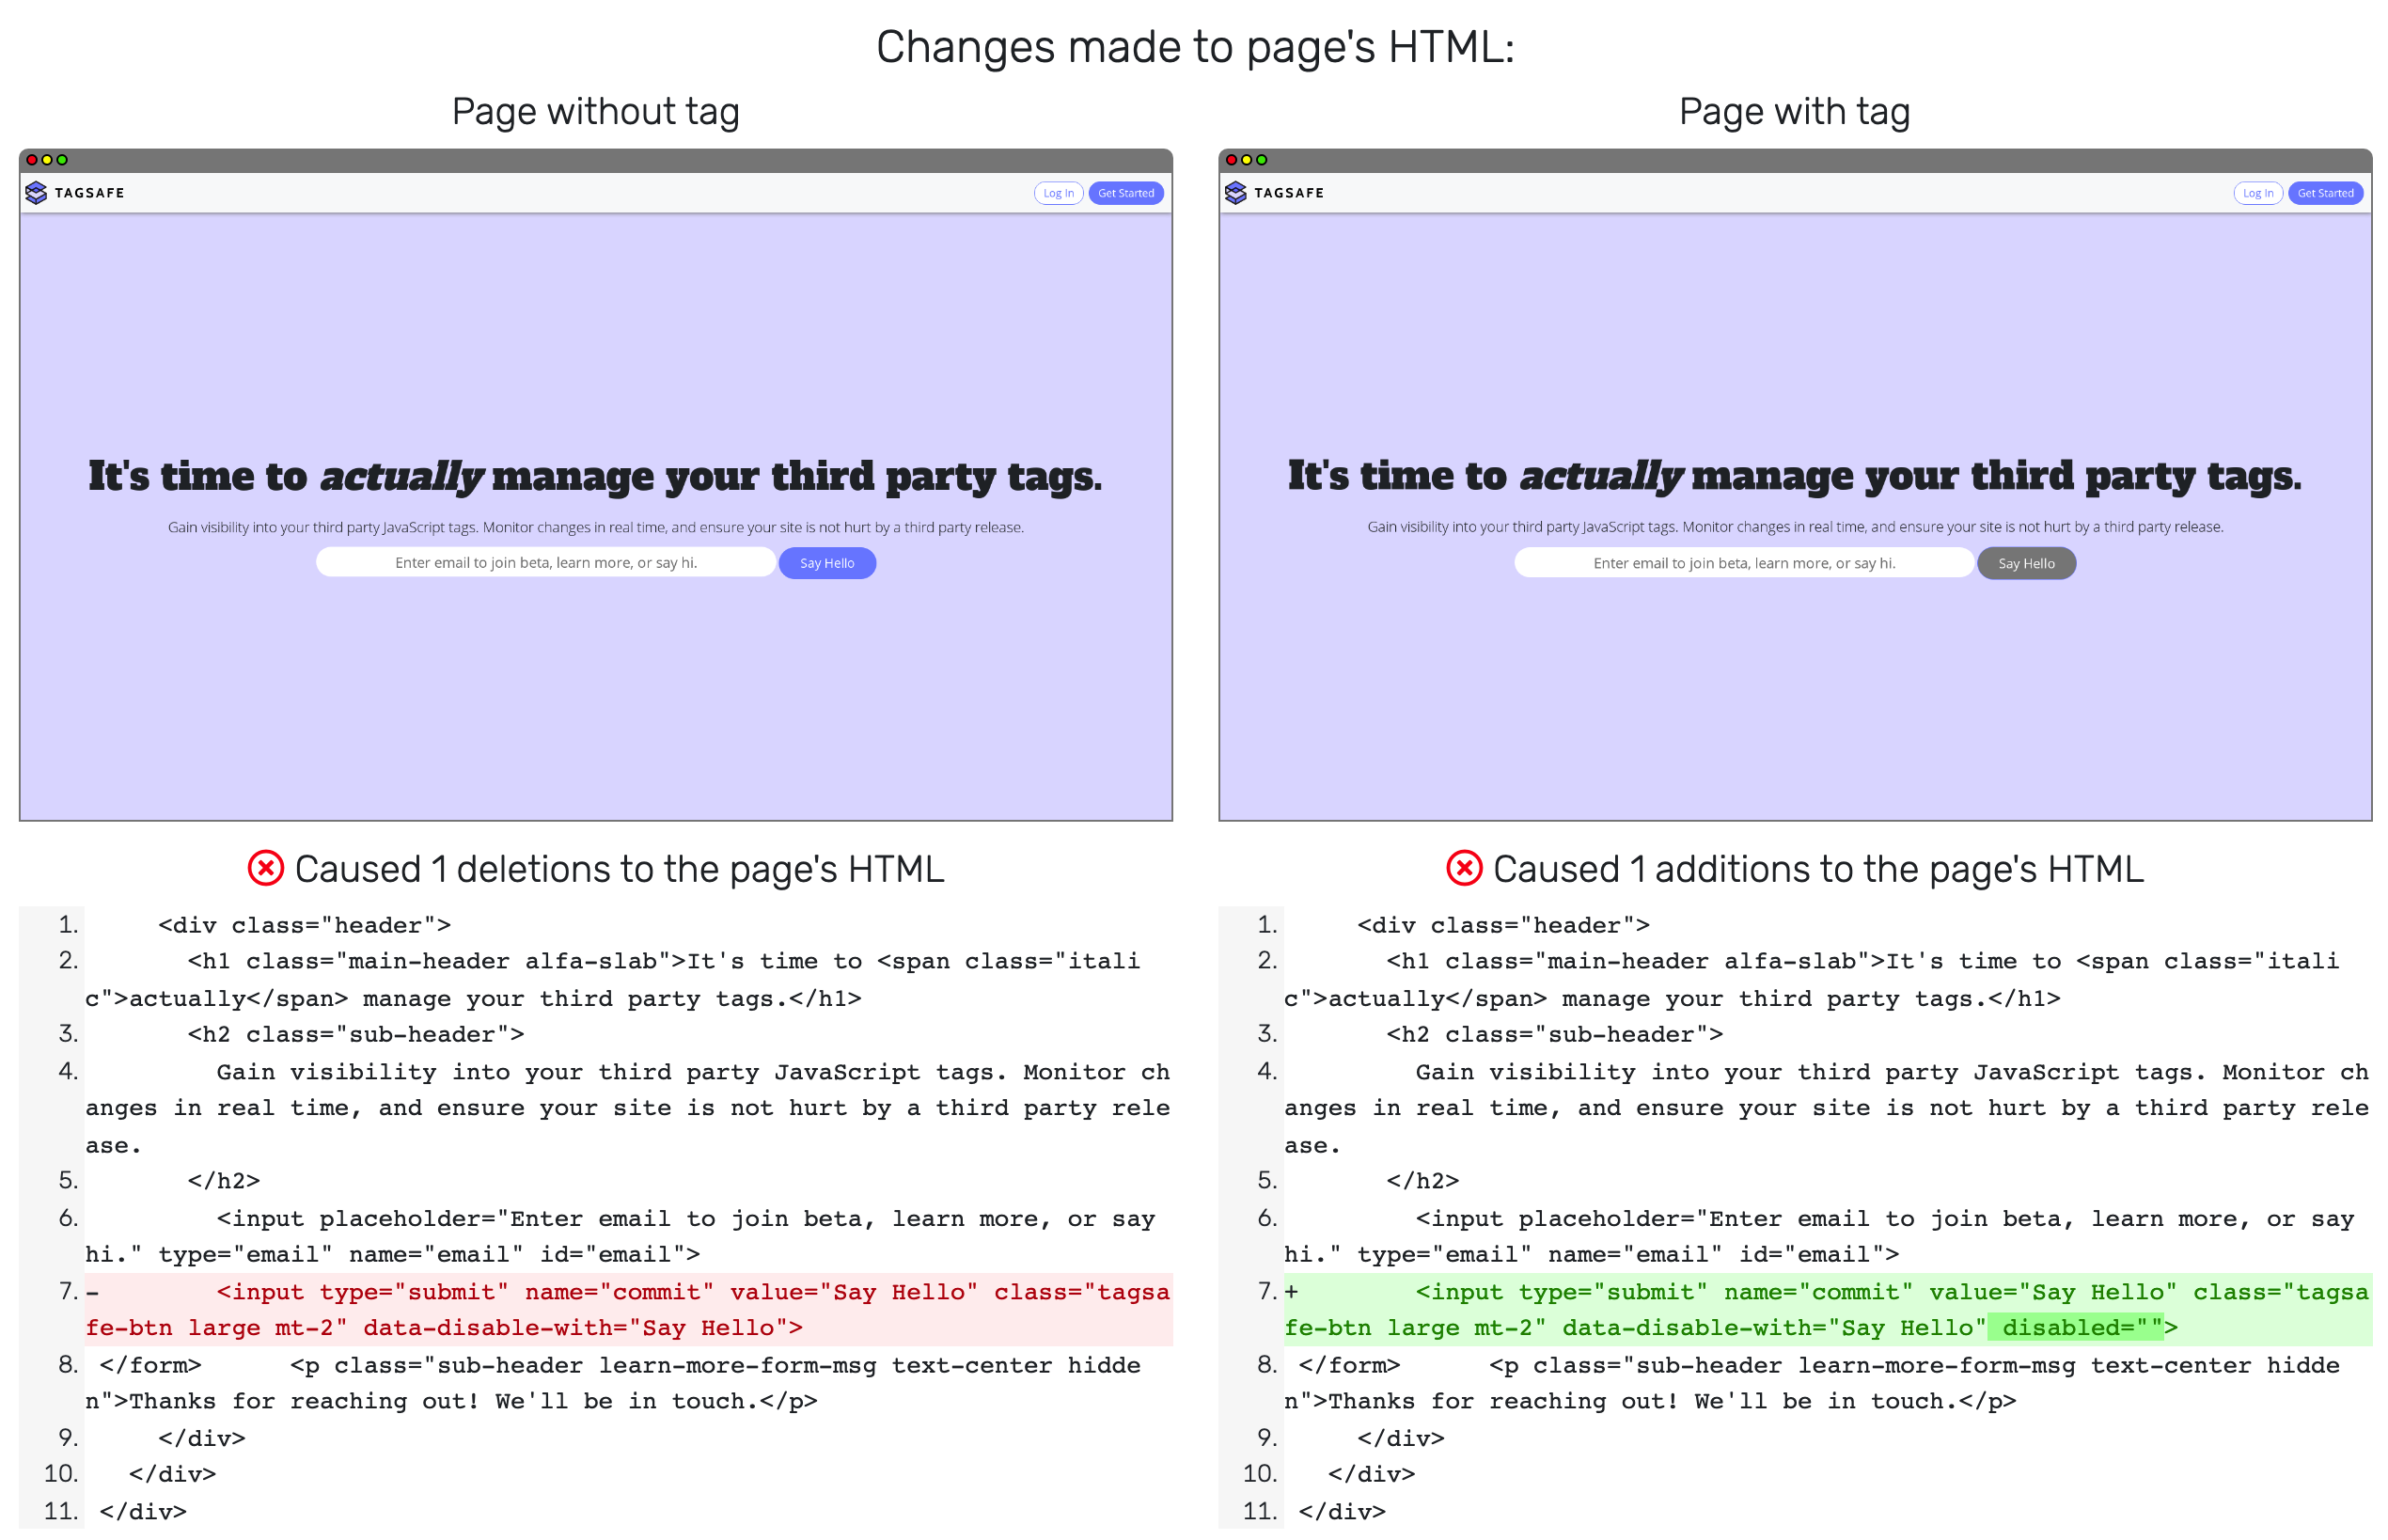 Changes made to page's HTML:
Page without tag
TAGSAFE
Log In
Get Started
It's time to actually manage your third party tags.
Gain visibility into your third party JavaScript tags. Monitor changes in real time, and ensure your site is not hurt by a third party release.
Enter email to join beta, learn more, or say hi.
Say Hello
Caused 1 deletions to the page's HTML
1.      <div class="header">
2.        <h1 class="main-header alfa-slab">It's time to <span class="itali
c">actually</span> manage your third party tags.</h1>
3.        <h2 class="sub-header">
4.          Gain visibility into your third party JavaScript tags. Monitor ch
anges in real time, and ensure your site is not hurt by a third party rele
ase.
5.        </h2>
6.          <input placeholder="Enter email to join beta, learn more, or say
hi." type="email" name="email" id="email">
7. -        <input type="submit" name="commit" value="Say Hello" class="tagsa
fe-btn large mt-2" data-disable-with="Say Hello">
8.  </form>      <p class="sub-header learn-more-form-msg text-center hidde
n">Thanks for reaching out! We'll be in touch.</p>
9.      </div>
10.    </div>
11.  </div>
Page with tag
TAGSAFE
Log In
Get Started
It's time to actually manage your third party tags.
Gain visibility into your third party JavaScript tags. Monitor changes in real time, and ensure your site is not hurt by a third party release.
Enter email to join beta, learn more, or say hi.
Say Hello
Caused 1 additions to the page's HTML
1.      <div class="header">
2.        <h1 class="main-header alfa-slab">It's time to <span class="itali
c">actually</span> manage your third party tags.</h1>
3.        <h2 class="sub-header">
4.          Gain visibility into your third party JavaScript tags. Monitor ch
anges in real time, and ensure your site is not hurt by a third party rele
ase.
5.        </h2>
6.          <input placeholder="Enter email to join beta, learn more, or say
hi." type="email" name="email" id="email">
7. +        <input type="submit" name="commit" value="Say Hello" class="tagsa
fe-btn large mt-2" data-disable-with="Say Hello" disabled="">
8.  </form>      <p class="sub-header learn-more-form-msg text-center hidde
n">Thanks for reaching out! We'll be in touch.</p>
9.      </div>
10.    </div>
11.  </div>